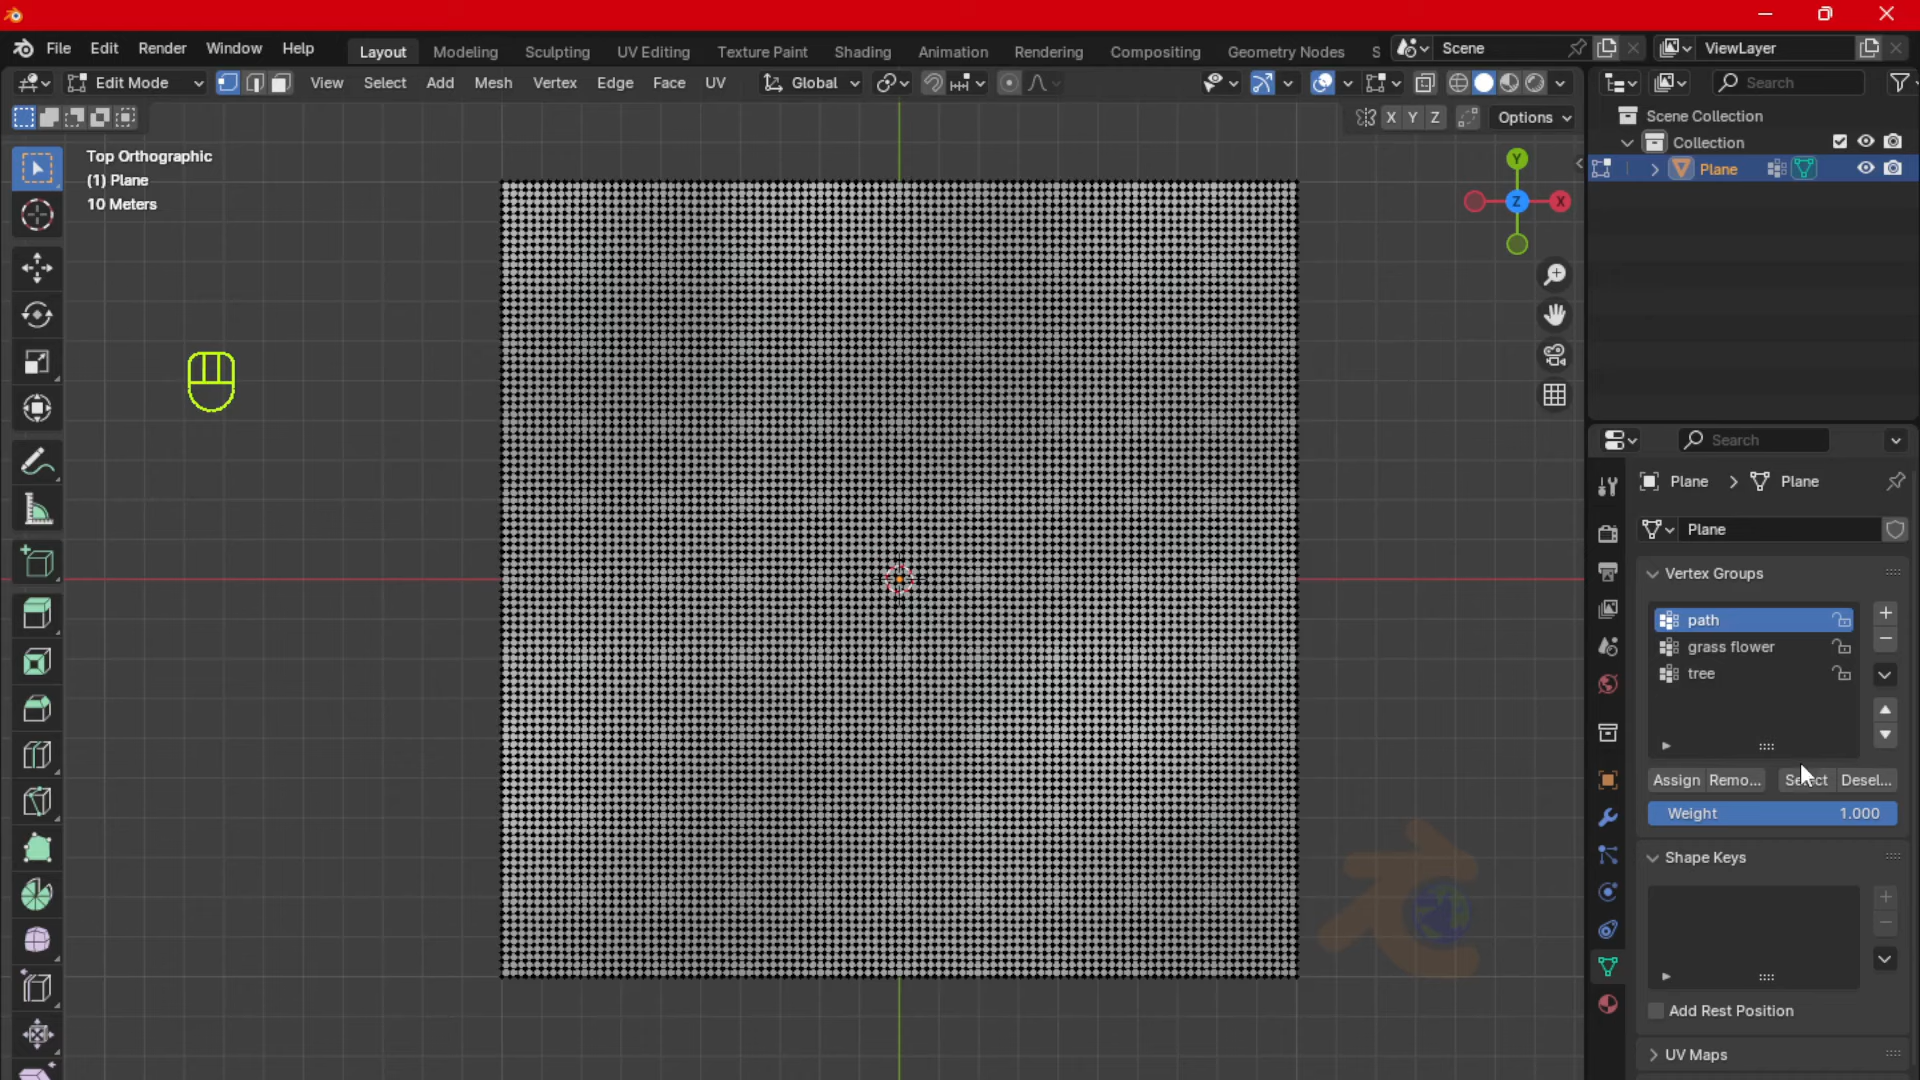 File Edit Render Window Help
Layout Modeling Sculpting UV Editing Texture Paint Shading Animation Rendering Compositing Geometry Nodes S
Scene
ViewLayer
Edit Mode
View Select Add Mesh Vertex Edge Face UV
Global
Search
X Y Z
Options
Scene Collection
Collection
Plane
Top Orthographic
(1) Plane
10 Meters
Y
Z
X
Search
Plane Plane
Plane
Vertex Groups
path
grass flower
tree
Assign Remo... Select Desel...
Weight 1.000
Shape Keys
Add Rest Position
UV Maps